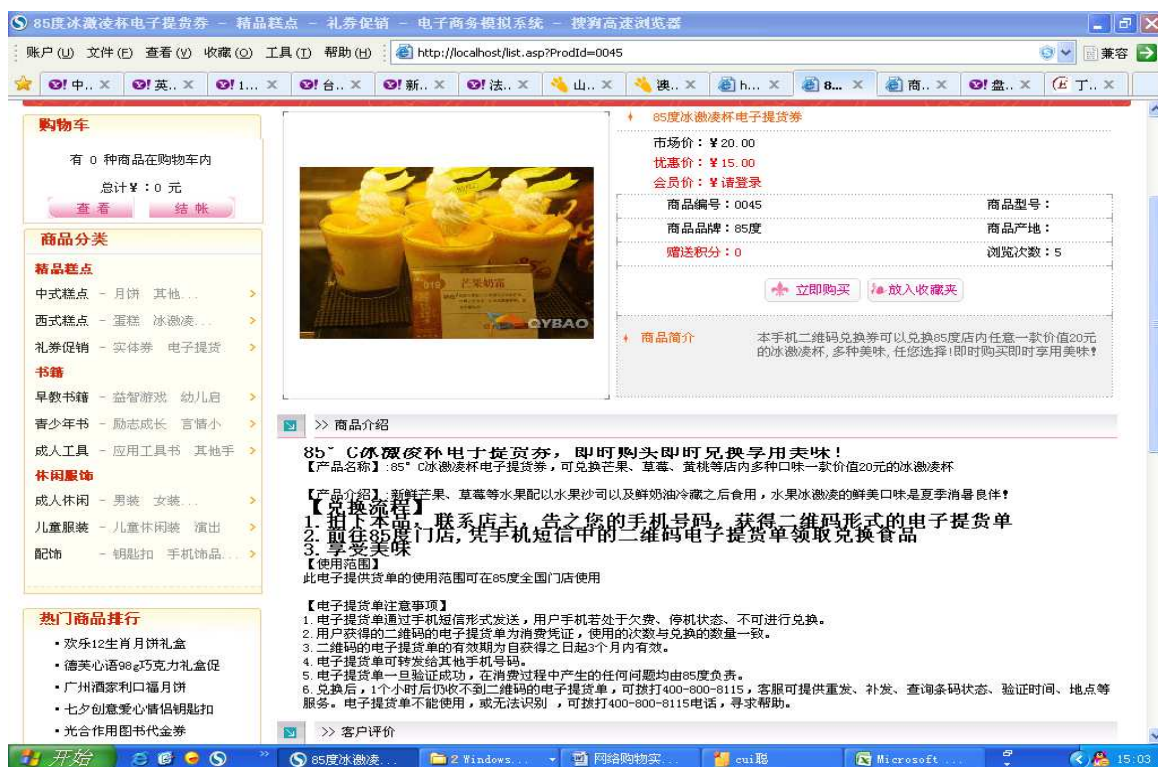 85度冰激凌杯电子提货券 - 精品糕点 - 礼券促销 - 电子商务模拟系统 - 搜狗高速浏览器
账户(U) 文件(F) 查看(V) 收藏(O) 工具(T) 帮助(H) http://localhost/list.asp?ProdId=0045 兼容
中.. 英.. 1... 台.. 新.. 法.. 山.. 澳.. h... 8... 商.. 盘.. 丁..
购物车
有 0 种商品在购物车内
总计¥:0 元
查看 结帐
商品分类
精品糕点
中式糕点 - 月饼 其他... >
西式糕点 - 蛋糕 冰激凌... >
礼券促销 - 实体券 电子提货 >
书籍
早教书籍 - 益智游戏 幼儿启 >
青少年书 - 励志成长 言情小 >
成人工具 - 应用工具书 其他手 >
休闲服饰
成人休闲 - 男装 女装... >
儿童服装 - 儿童休闲装 演出 >
配饰 - 钥匙扣 手机饰品... >
热门商品排行
▪ 欢乐12生肖月饼礼盒
▪ 德芙心语98g巧克力礼盒促
▪ 广州酒家利口福月饼
▪ 七夕创意爱心情侣钥匙扣
▪ 光合作用图书代金券
019 芒果奶霜
QYBAO
85度冰激凌杯电子提货券
市场价:¥20.00
优惠价:¥15.00
会员价:¥请登录
商品编号:0045 商品型号:
商品品牌:85度 商品产地:
赠送积分:0 浏览次数:5
立即购买 放入收藏夹
商品简介 本手机二维码兑换券可以兑换85度店内任意一款价值20元
的冰激凌杯,多种美味,任您选择!即时购买即时享用美味!
>> 商品介绍
85°C冰激凌杯电子提货券,即时购买即时兑换享用美味!
【产品名称】:85°C冰激凌杯电子提货券,可兑换芒果、草莓、黄桃等店内多种口味一款价值20元的冰激凌杯
【产品介绍】:新鲜芒果、草莓等水果配以水果沙司以及鲜奶油冷藏之后食用,水果冰激凌的鲜美口味是夏季消暑良伴!
【兑换流程】
1.拍下本品,联系店主,告之您的手机号码,获得二维码形式的电子提货单
2.前往85度门店,凭手机短信中的二维码电子提货单领取兑换食品
3.享受美味
【使用范围】
此电子提供货单的使用范围可在85度全国门店使用
【电子提货单注意事项】
1.电子提货单通过手机短信形式发送,用户手机若处于欠费、停机状态、不可进行兑换。
2.用户获得的二维码的电子提货单为消费凭证,使用的次数与兑换的数量一致。
3.二维码的电子提货单的有效期为自获得之日起3个月内有效。
4.电子提货单可转发给其他手机号码。
5.电子提货单一旦验证成功,在消费过程中产生的任何问题均由85度负责。
6.兑换后,1个小时后仍收不到二维码的电子提货单,可拨打400-800-8115,客服可提供重发、补发、查询条码状态、验证时间、地点等
服务。电子提货单不能使用,或无法识别 ,可拨打400-800-8115电话,寻求帮助。
>> 客户评价
开始 85度冰激凌... 2 Windows... 网络购物实... cui聪 Microsoft ... 15:03